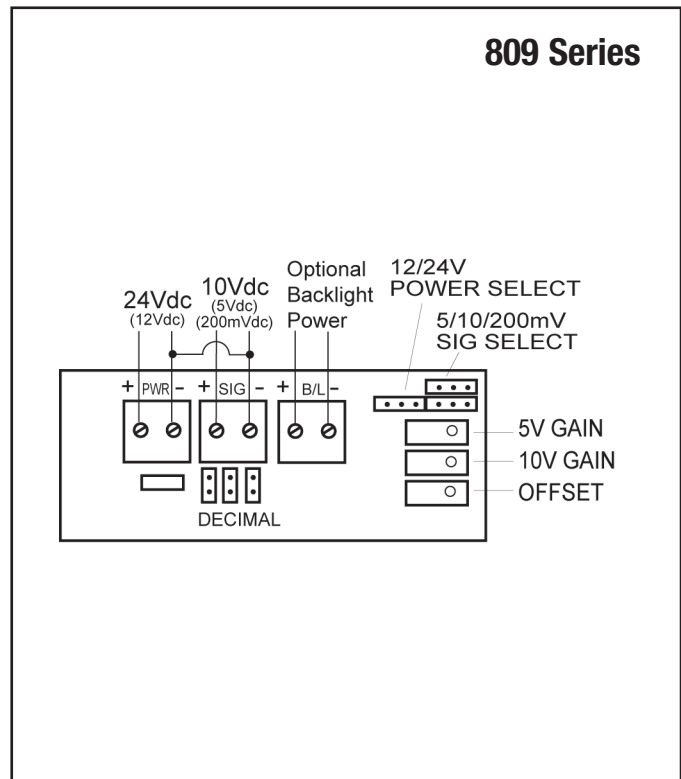 809 Series
24Vdc
(12Vdc)
10Vdc
(5Vdc)
(200mVdc)
Optional
Backlight
Power
12/24V
POWER SELECT
5/10/200mV
SIG SELECT
+ PWR -
+ SIG -
+ B/L -
5V GAIN
10V GAIN
OFFSET
DECIMAL